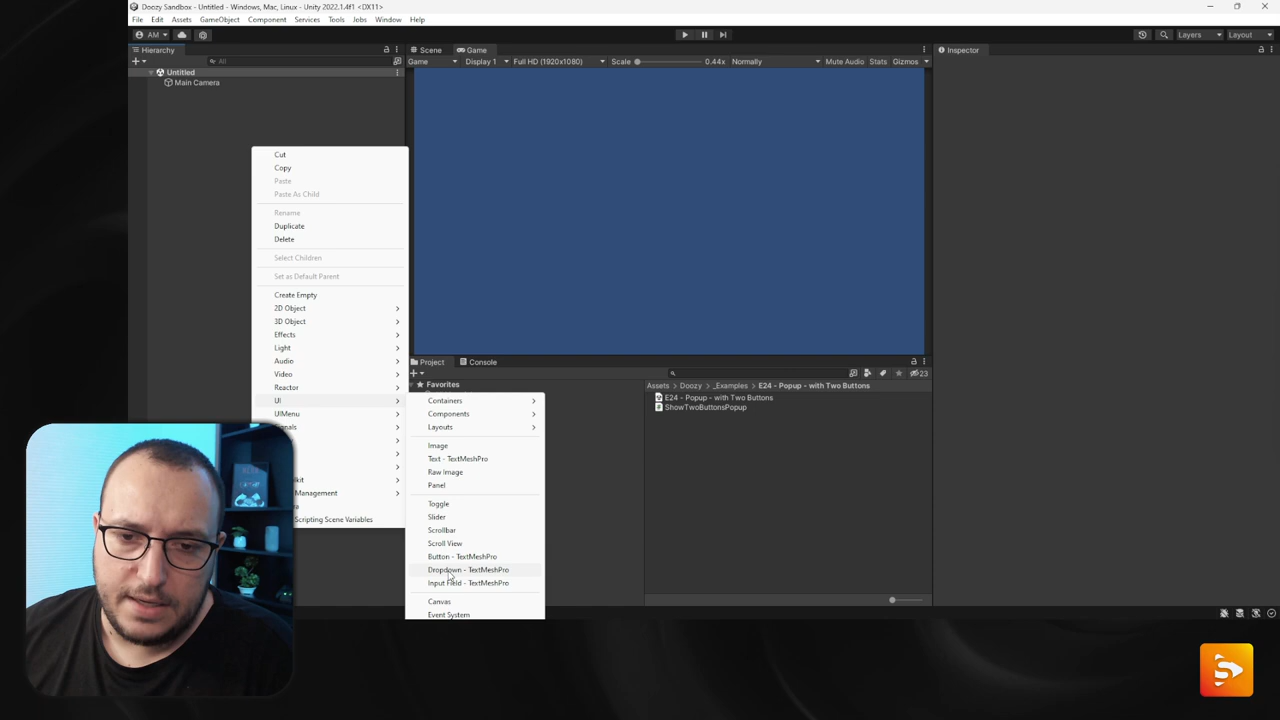 Doozy Sandbox - Untitled - Windows, Mac, Linux - Unity 2022.1.4f1 <DX11>
File Edit Assets GameObject Component Services Tools Jobs Window Help
AM Layers Layout
Hierarchy Scene Game Inspector
All Game Display 1 Full HD (1920x1080) Scale 0.44x Normally Mute Audio Stats Gizmos
Untitled
Main Camera
Cut
Copy
Paste
Paste As Child
Rename
Duplicate
Delete
Select Children
Set as Default Parent
Create Empty
2D Object
3D Object
Effects
Light
Audio
Video
Reactor
UI
UIMenu
Management
Scripting Scene Variables
Project Console
23
Favorites
Assets > Doozy > _Examples > E24 - Popup - with Two Buttons
E24 - Popup - with Two Buttons
ShowTwoButtonsPopup
Containers
Components
Layouts
Image
Text - TextMeshPro
Raw Image
Panel
Toggle
Slider
Scrollbar
Scroll View
Button - TextMeshPro
Dropdown - TextMeshPro
Input Field - TextMeshPro
Canvas
Event System